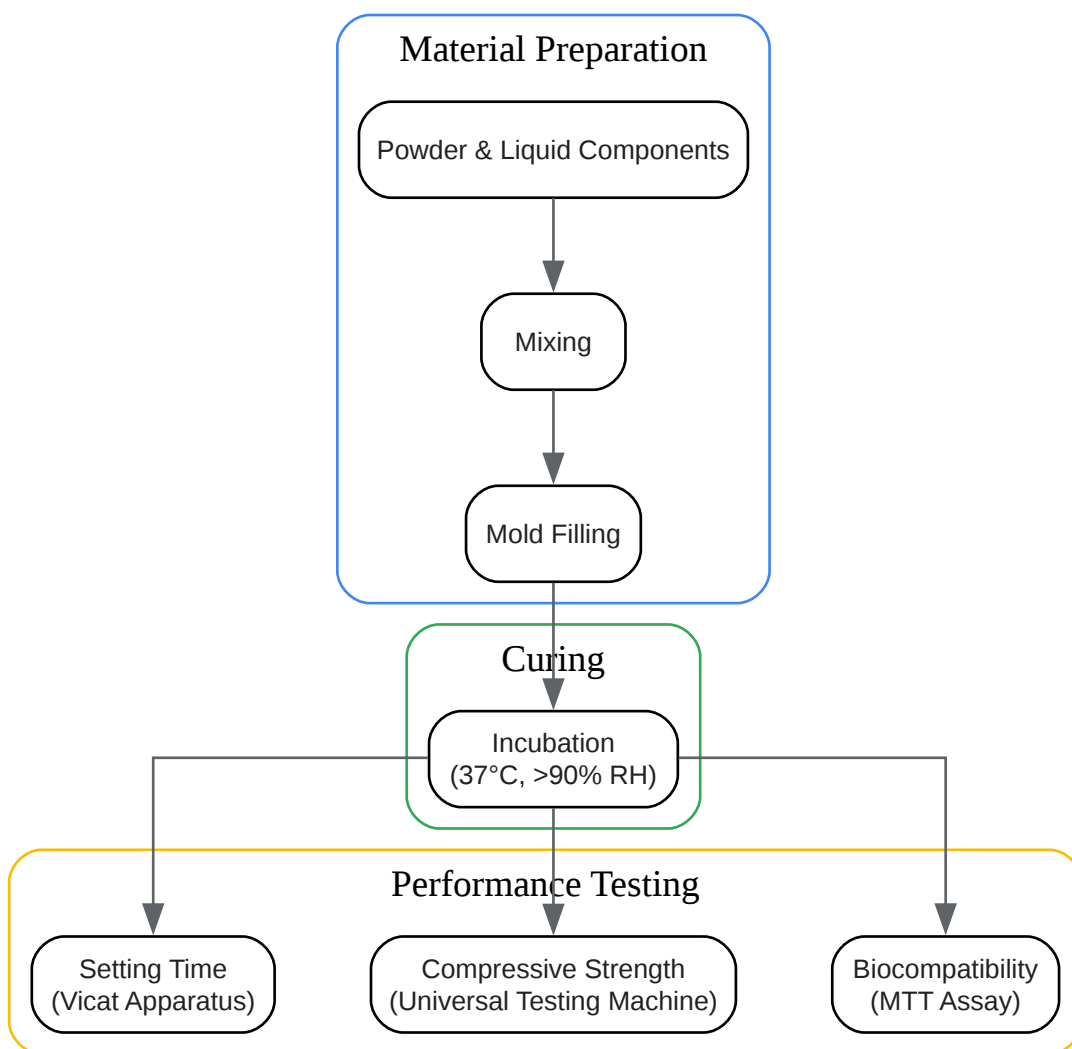 Material Preparation
Powder & Liquid Components
Mixing
Mold Filling
Curing
Incubation
(37°C, >90% RH)
Performance Testing
Setting Time
(Vicat Apparatus)
Compressive Strength
(Universal Testing Machine)
Biocompatibility
(MTT Assay)